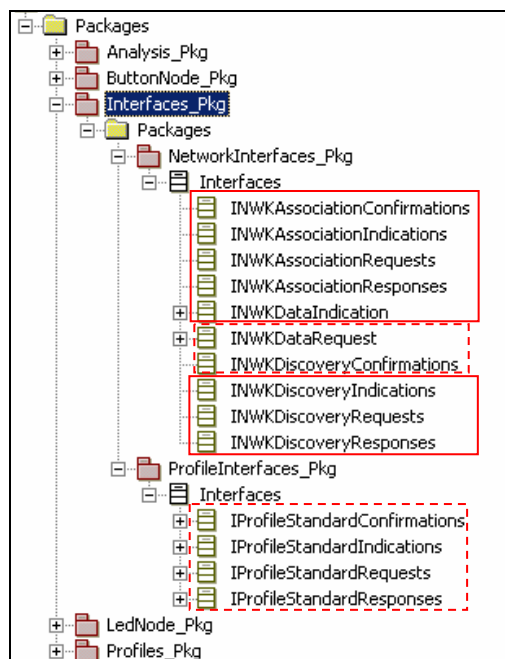 Packages
Analysis_Pkg
ButtonNode_Pkg
Interfaces_Pkg
Packages
NetworkInterfaces_Pkg
Interfaces
INWKAssociationConfirmations
INWKAssociationIndications
INWKAssociationRequests
INWKAssociationResponses
INWKDataIndication
INWKDataRequest
INWKDiscoveryConfirmations
INWKDiscoveryIndications
INWKDiscoveryRequests
INWKDiscoveryResponses
ProfileInterfaces_Pkg
Interfaces
IProfileStandardConfirmations
IProfileStandardIndications
IProfileStandardRequests
IProfileStandardResponses
LedNode_Pkg
Profiles_Pkg